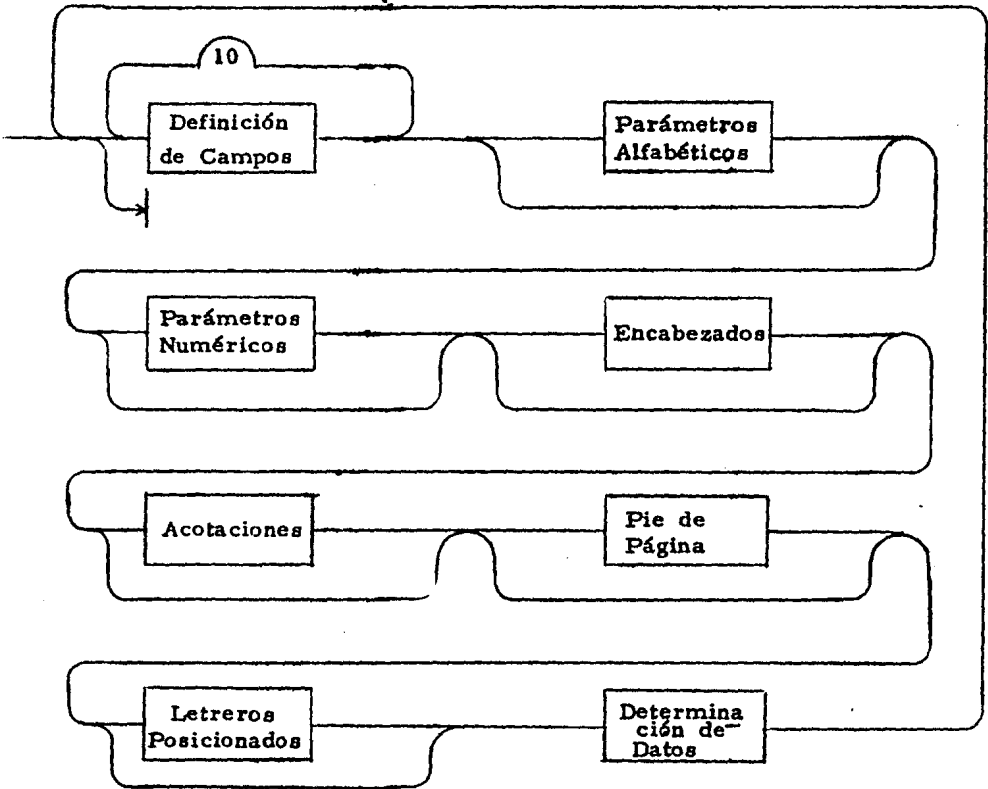 10
Definición
de Campos
Parámetros
Alfabéticos
Parámetros
Numéricos
Encabezados
Acotaciones
Pie de
Página
Letreros
Posicionados
Determina
ción de
Datos